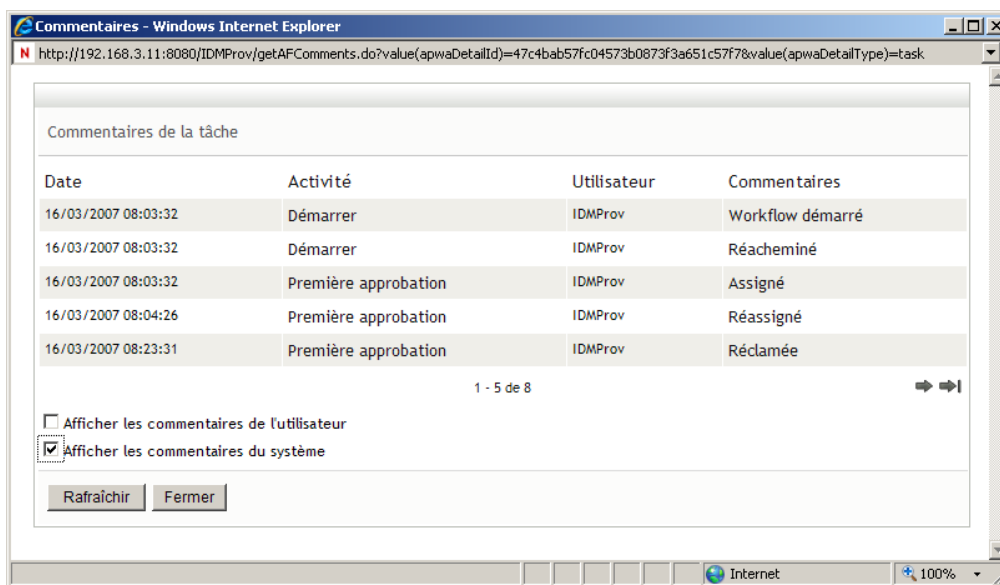 Commentaires - Windows Internet Explorer
N http://192.168.3.11:8080/IDMProv/getAFComments.do?value(apwaDetailId)=47c4bab57fc04573b0873f3a651c57f7&value(apwaDetailType)=task
Commentaires de la tâche
Date Activité Utilisateur Commentaires
16/03/2007 08:03:32 Démarrer IDMProv Workflow démarré
16/03/2007 08:03:32 Démarrer IDMProv Réacheminé
16/03/2007 08:03:32 Première approbation IDMProv Assigné
16/03/2007 08:04:26 Première approbation IDMProv Réassigné
16/03/2007 08:23:31 Première approbation IDMProv Réclamée
1 - 5 de 8
Afficher les commentaires de l'utilisateur
Afficher les commentaires du système
Rafraîchir Fermer
Internet 100%